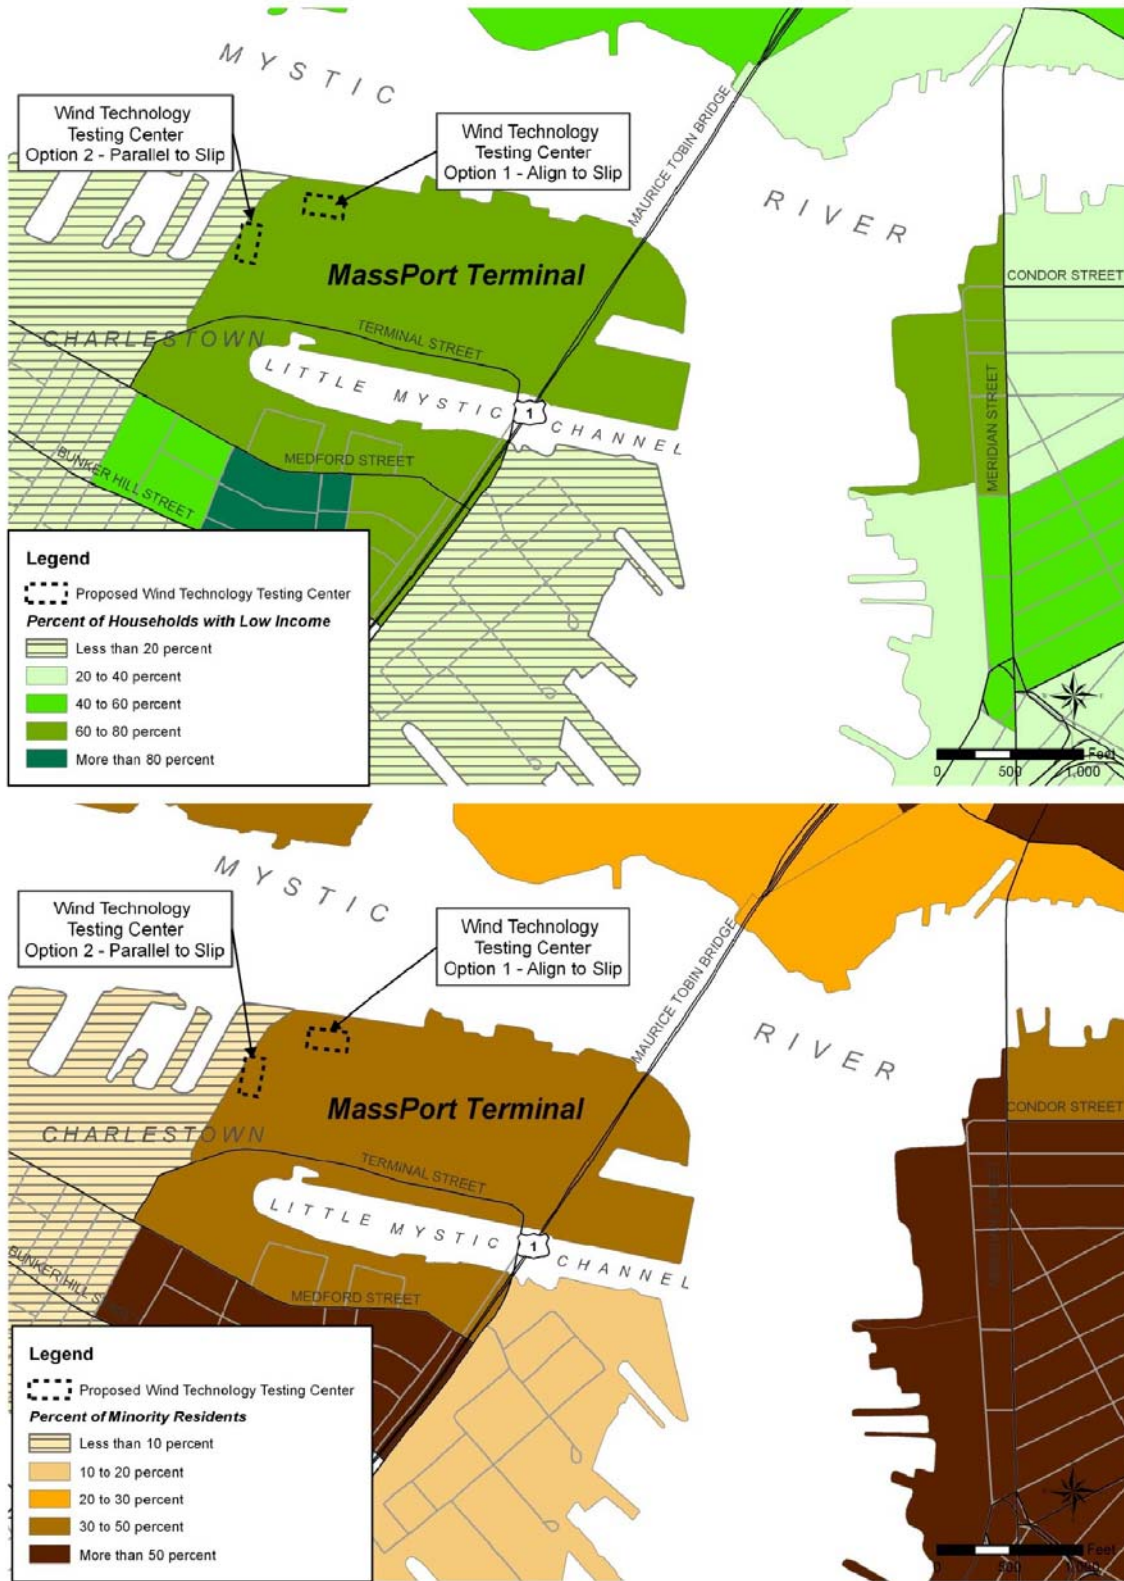 MYSTIC
Wind Technology
Testing Center
Option 2 - Parallel to Slip
Wind Technology
Testing Center
Option 1 - Align to Slip
MAURICE TOBIN BRIDGE
RIVER
MassPort Terminal
CONDOR STREET
CHARLESTOWN
TERMINAL STREET
LITTLE MYSTIC
1
CHANNEL
MERIDIAN STREET
MEDFORD STREET
BUNKER HILL STREET
Legend
Proposed Wind Technology Testing Center
Percent of Households with Low Income
Less than 20 percent
20 to 40 percent
40 to 60 percent
60 to 80 percent
More than 80 percent
Feet
0 500 1,000
MYSTIC
Wind Technology
Testing Center
Option 2 - Parallel to Slip
Wind Technology
Testing Center
Option 1 - Align to Slip
MAURICE TOBIN BRIDGE
RIVER
MassPort Terminal
CONDOR STREET
CHARLESTOWN
TERMINAL STREET
LITTLE MYSTIC
1
CHANNEL
BUNKER HILL
MEDFORD STREET
Legend
Proposed Wind Technology Testing Center
Percent of Minority Residents
Less than 10 percent
10 to 20 percent
20 to 30 percent
30 to 50 percent
More than 50 percent
Feet
0 500 1,000